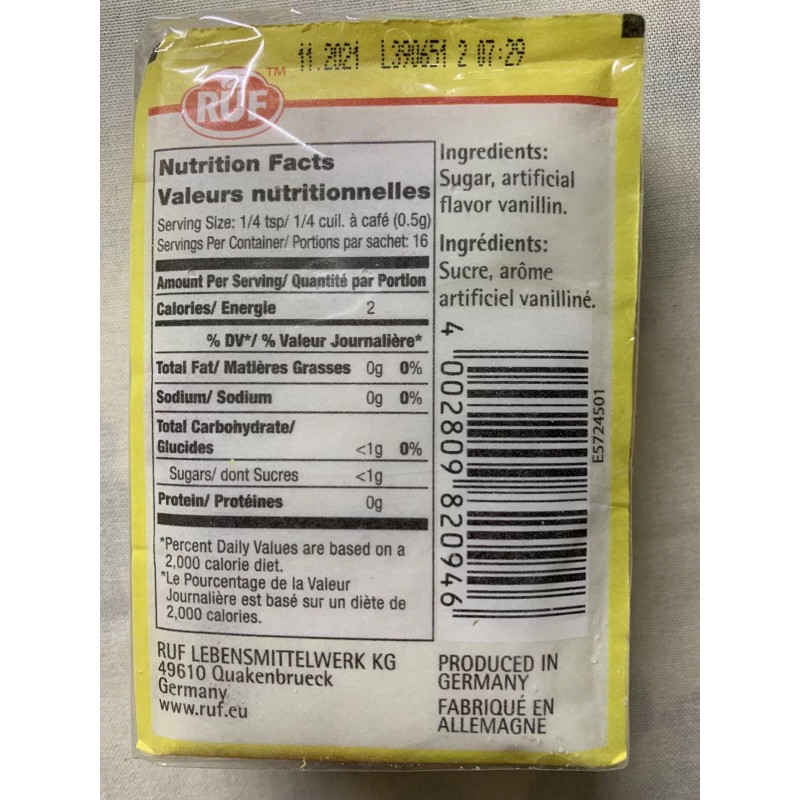 11.2021 L390651 2 07:29
RUF TM
Nutrition Facts
Valeurs nutritionnelles
Serving Size: 1/4 tsp/ 1/4 cuil. à café (0.5g)
Servings Per Container/ Portions par sachet: 16
Amount Per Serving/ Quantité par Portion
Calories/ Energie 2
% DV*/ % Valeur Journalière*
Total Fat/ Matières Grasses 0g 0%
Sodium/ Sodium 0g 0%
Total Carbohydrate/
Glucides <1g 0%
Sugars/ dont Sucres <1g
Protein/ Protéines 0g
*Percent Daily Values are based on a
2,000 calorie diet.
*Le Pourcentage de la Valeur
Journalière est basé sur un diète de
2,000 calories.
Ingredients:
Sugar, artificial
flavor vanillin.
Ingrédients:
Sucre, arôme
artificiel vanilliné.
4 002809 820946
E5724501
RUF LEBENSMITTELWERK KG
49610 Quakenbrueck
Germany
www.ruf.eu
PRODUCED IN
GERMANY
FABRIQUÉ EN
ALLEMAGNE